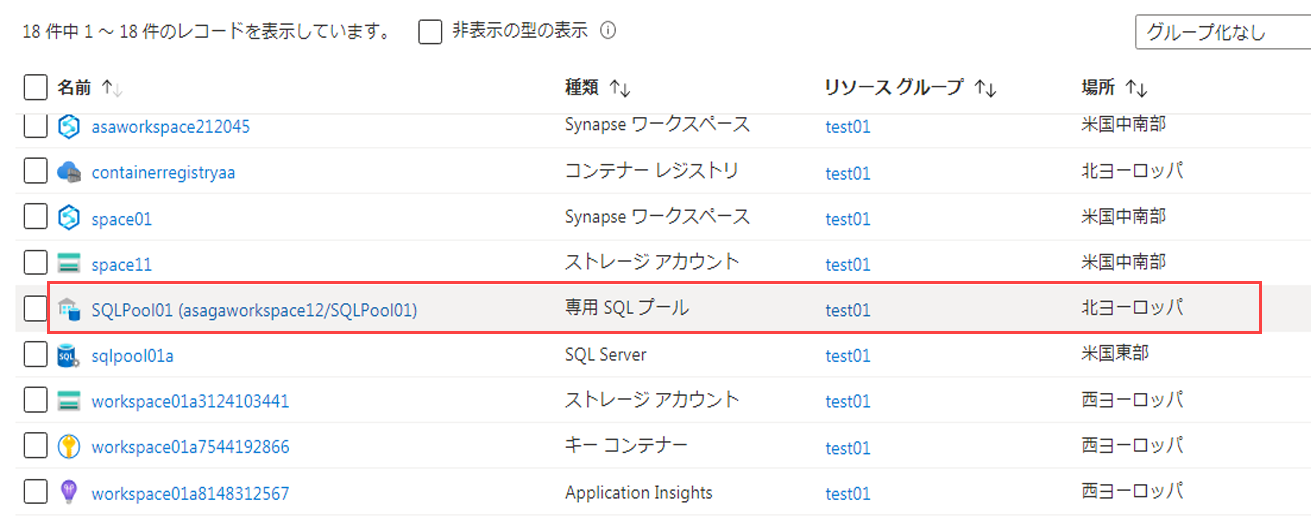 18 件中 1 ～ 18 件のレコードを表示しています。 非表示の型の表示 グループ化なし
名前 ↑↓ 種類 ↑↓ リソース グループ ↑↓ 場所 ↑↓
asaworkspace212045 Synapse ワークスペース test01 米国中南部
containerregistryaa コンテナー レジストリ test01 北ヨーロッパ
space01 Synapse ワークスペース test01 米国中南部
space11 ストレージ アカウント test01 米国中南部
SQLPool01 (asagaworkspace12/SQLPool01) 専用 SQL プール test01 北ヨーロッパ
sqlpool01a SQL Server test01 米国東部
workspace01a3124103441 ストレージ アカウント test01 西ヨーロッパ
workspace01a7544192866 キー コンテナー test01 西ヨーロッパ
workspace01a8148312567 Application Insights test01 西ヨーロッパ